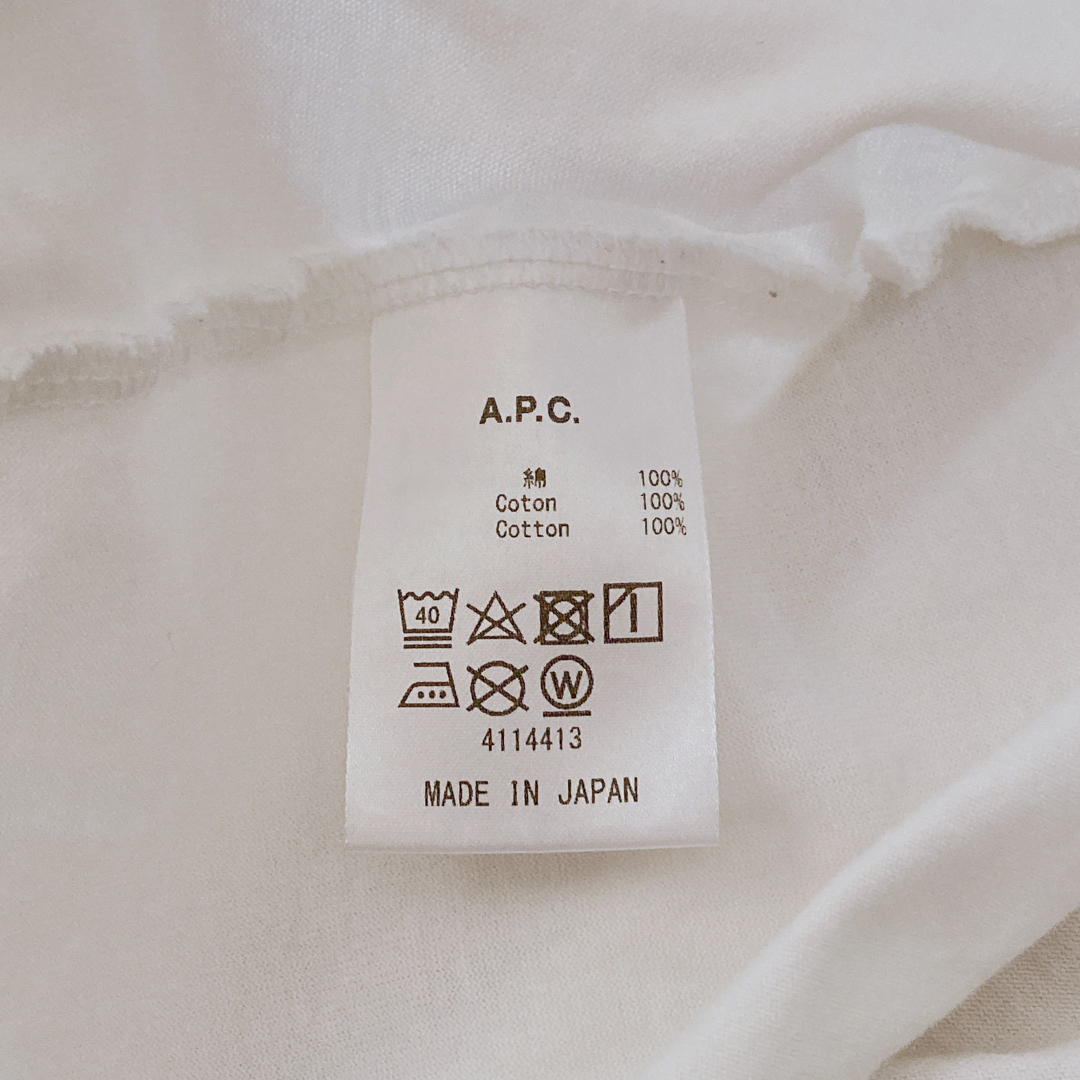 A.P.C.
綿 100%
Coton 100%
Cotton 100%
40
W
4114413
MADE IN JAPAN